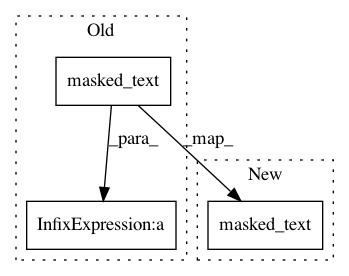 Old
masked_text
_para_
_map_
New
InfixExpression:a
masked_text